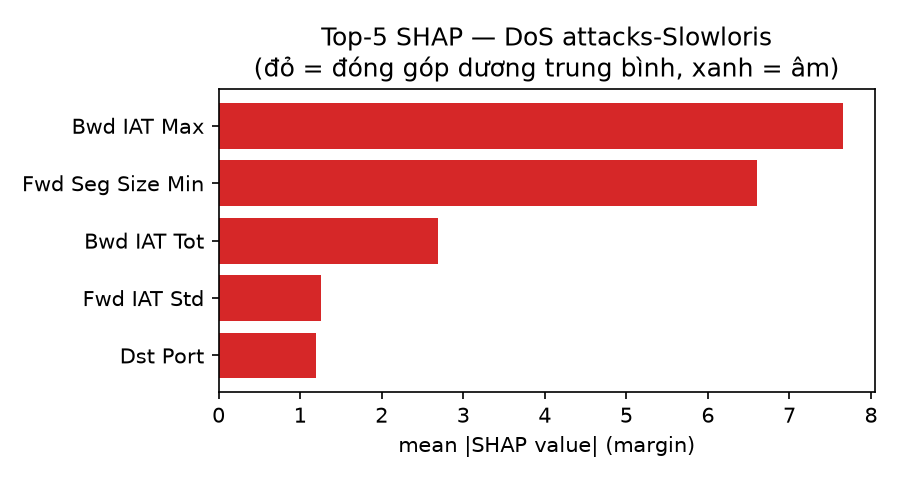 Top-5 SHAP — DoS attacks-Slowloris
(đỏ = đóng góp dương trung bình, xanh = âm)
Bwd IAT Max
Fwd Seg Size Min
Bwd IAT Tot
Fwd IAT Std
Dst Port
0 1 2 3 4 5 6 7 8
mean |SHAP value| (margin)